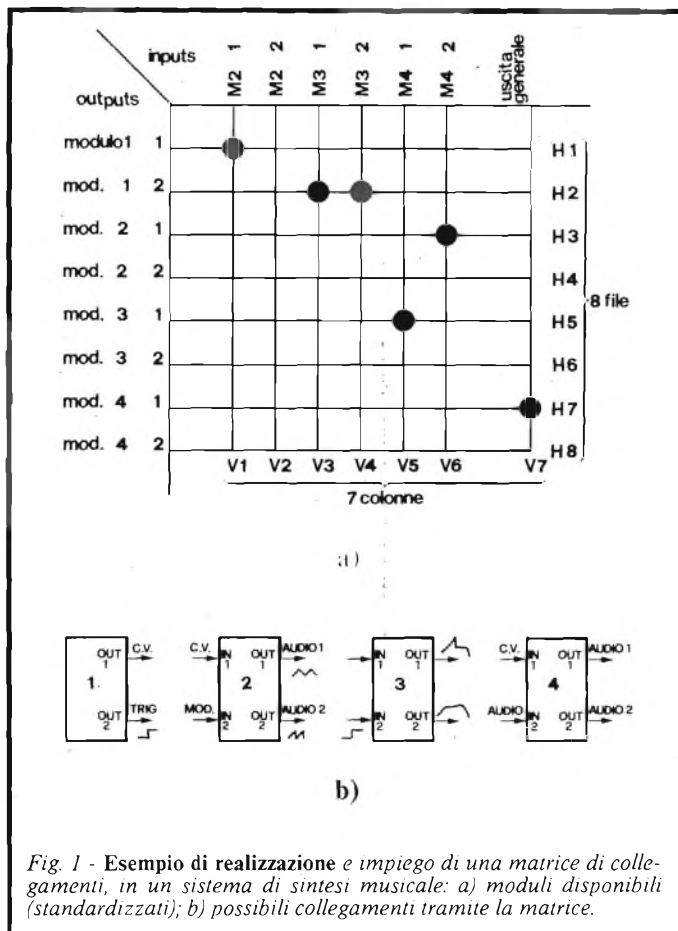 inputs
M2 1
M2 2
M3 1
M3 2
M4 1
M4 2
uscita
generale
outputs
modulo1 1 H1
mod. 1 2 H2
mod. 2 1 H3
mod. 2 2 H4
8 file
mod. 3 1 H5
mod. 3 2 H6
mod. 4 1 H7
mod. 4 2 H8
V1 V2 V3 V4 V5 V6 V7
7 colonne
a)
OUT 1 C.V. C.V. IN 1 OUT 1 AUDIO 1 IN 1 OUT 1 C.V. IN 1 OUT 1 AUDIO 1
1. 2 3 4
OUT 2 TRIG MOD. IN 2 OUT 2 AUDIO 2 IN 2 OUT 2 AUDIO IN 2 OUT 2 AUDIO 2
b)
Fig. 1 - Esempio di realizzazione e impiego di una matrice di colle-
gamenti, in un sistema di sintesi musicale: a) moduli disponibili
(standardizzati); b) possibili collegamenti tramite la matrice.